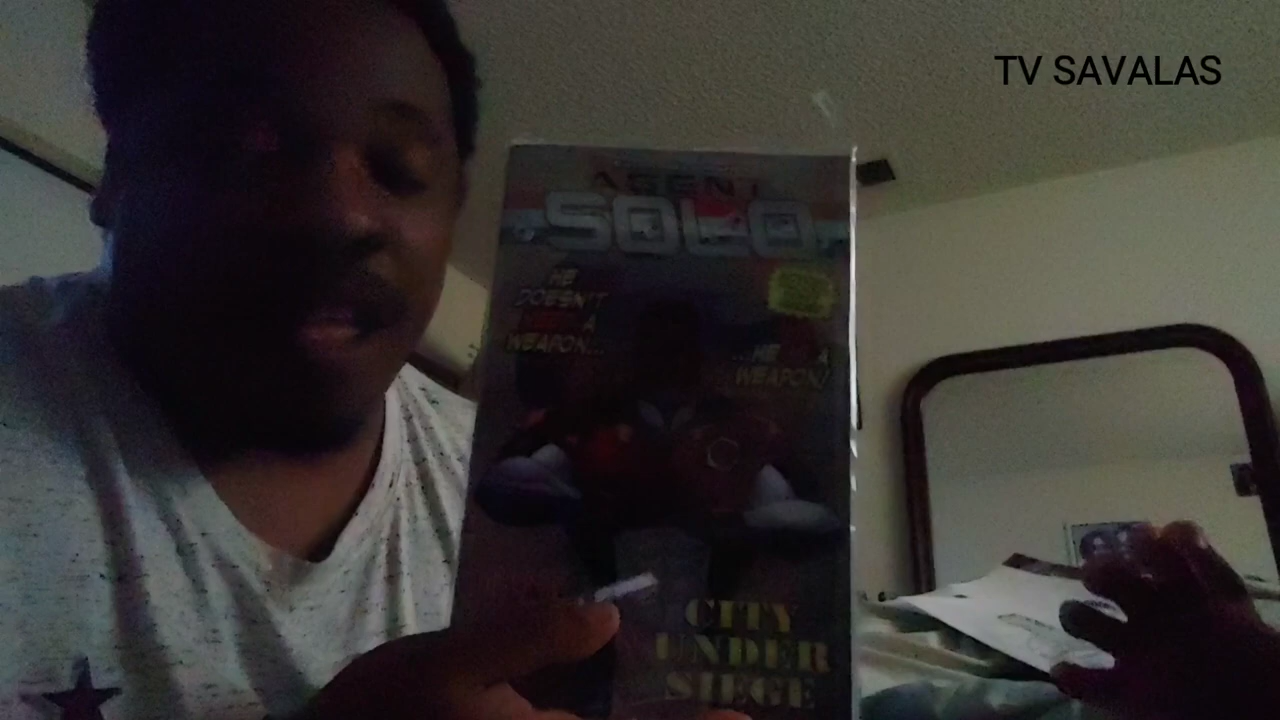 TV SAVALAS
AGENT
SOLO
HE
DOESN'T
A
WEAPON...
...HE
A
WEAPON!
CITY
UNDER
SIEGE